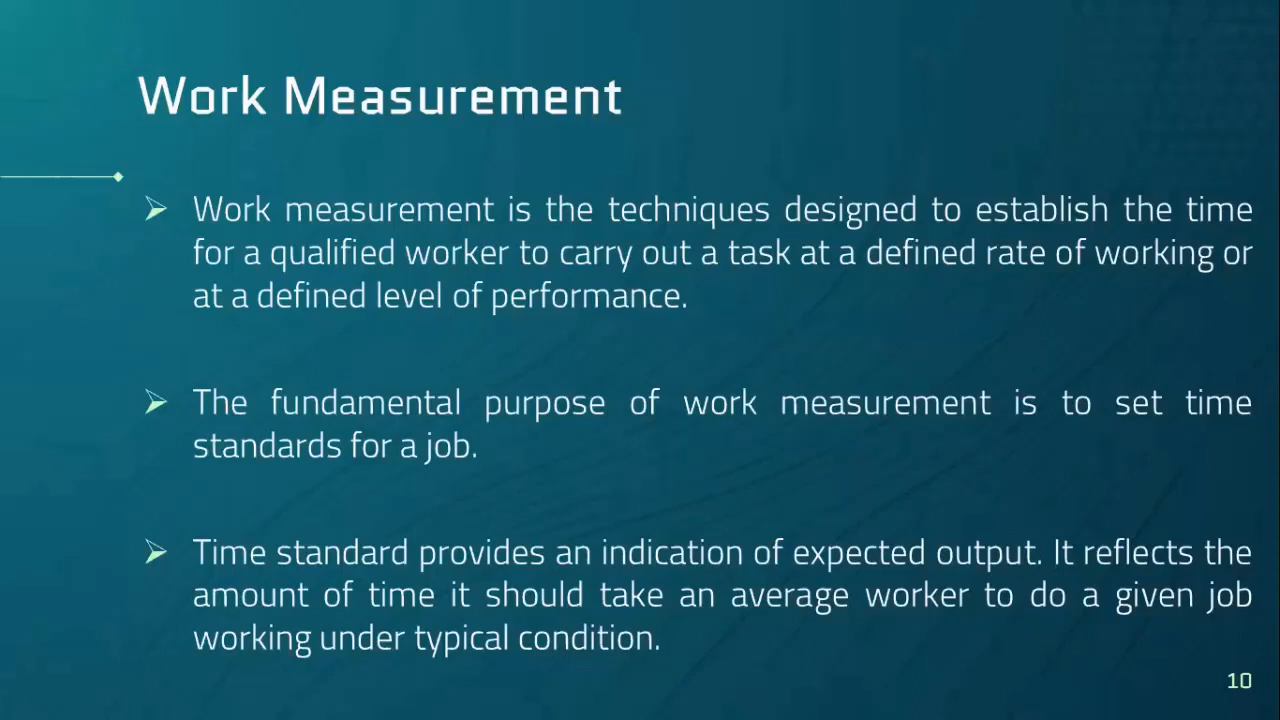 Work Measurement
Work measurement is the techniques designed to establish the time
for a qualified worker to carry out a task at a defined rate of working or
at a defined level of performance.
The fundamental purpose of work measurement is to set time
standards for a job.
Time standard provides an indication of expected output. It reflects the
amount of time it should take an average worker to do a given job
working under typical condition.
10